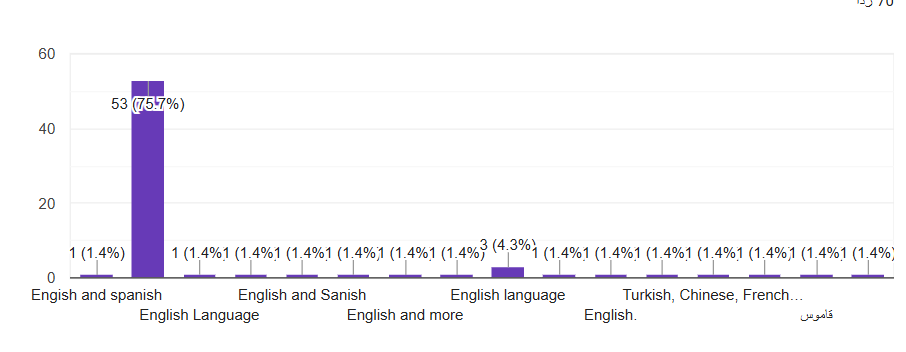 70 ردًا
60
53 (75.7%)
40
20
1 (1.4%) 1 (1.4%) 1 (1.4%) 1 (1.4%) 1 (1.4%) 1 (1.4%) 1 (1.4%) 3 (4.3%) 1 (1.4%) 1 (1.4%) 1 (1.4%) 1 (1.4%) 1 (1.4%) 1 (1.4%) 1 (1.4%)
0
Engish and spanish English and Sanish English language Turkish, Chinese, French…
English Language English and more English. قاموس